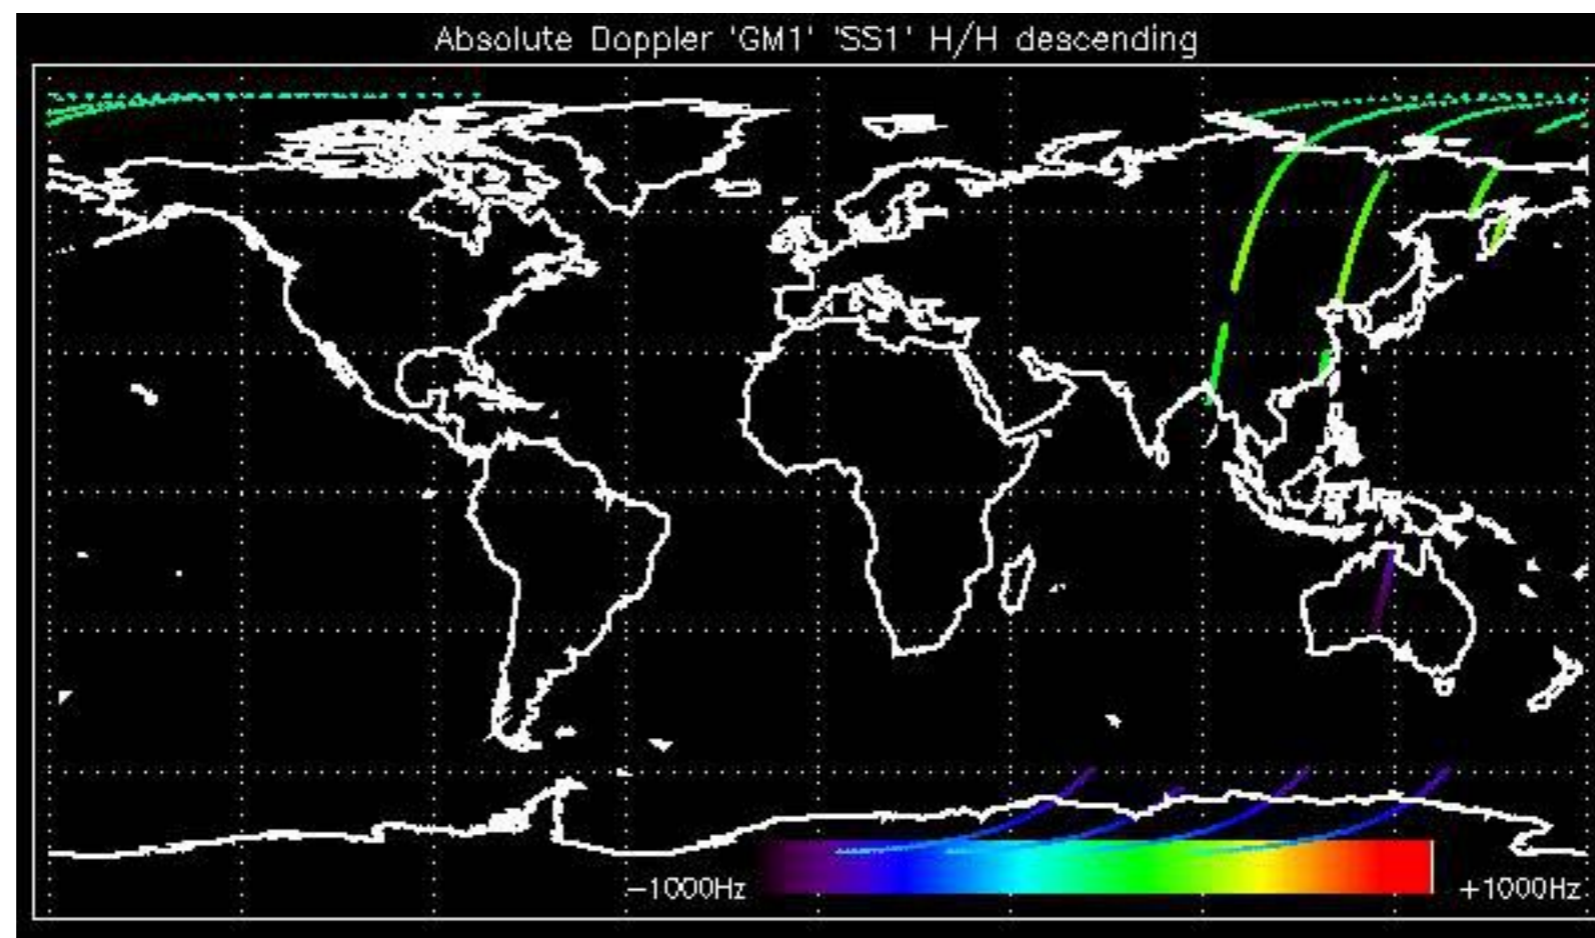 Absolute Doppler 'GM1' 'SS1' H/H descending
−1000Hz
+1000Hz